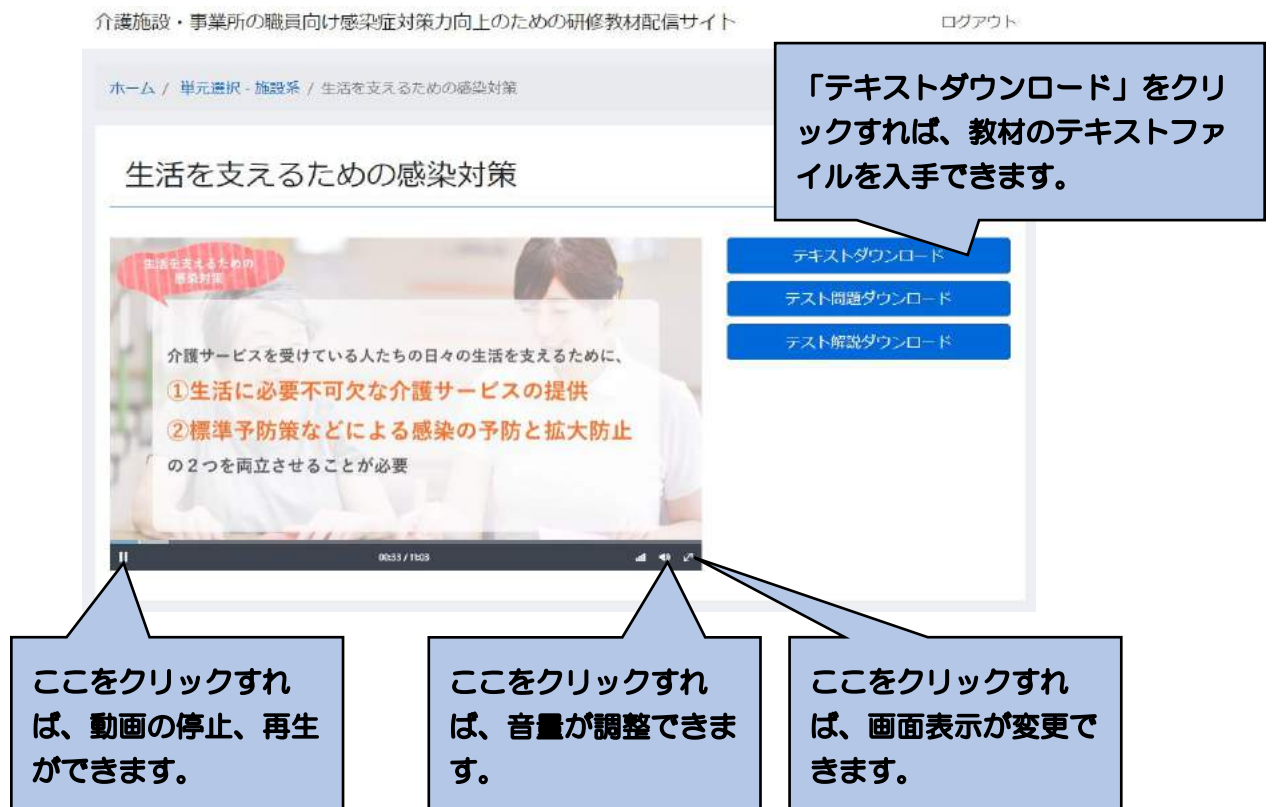 介護施設・事業所の職員向け感染症対策力向上のための研修教材配信サイト
ログアウト
ホーム / 単元選択 - 施設系 / 生活を支えるための感染対策
「テキストダウンロード」をクリ
ックすれば、教材のテキストファ
イルを入手できます。
生活を支えるための感染対策
生活を支えるための
感染対策
介護サービスを受けている人たちの日々の生活を支えるために、
①生活に必要不可欠な介護サービスの提供
②標準予防策などによる感染の予防と拡大防止
の2つを両立させることが必要
テキストダウンロード
テスト問題ダウンロード
テスト解説ダウンロード
00:33 / 11:03
ここをクリックすれ
ば、動画の停止、再生
ができます。
ここをクリックすれ
ば、音量が調整できま
す。
ここをクリックすれ
ば、画面表示が変更で
きます。